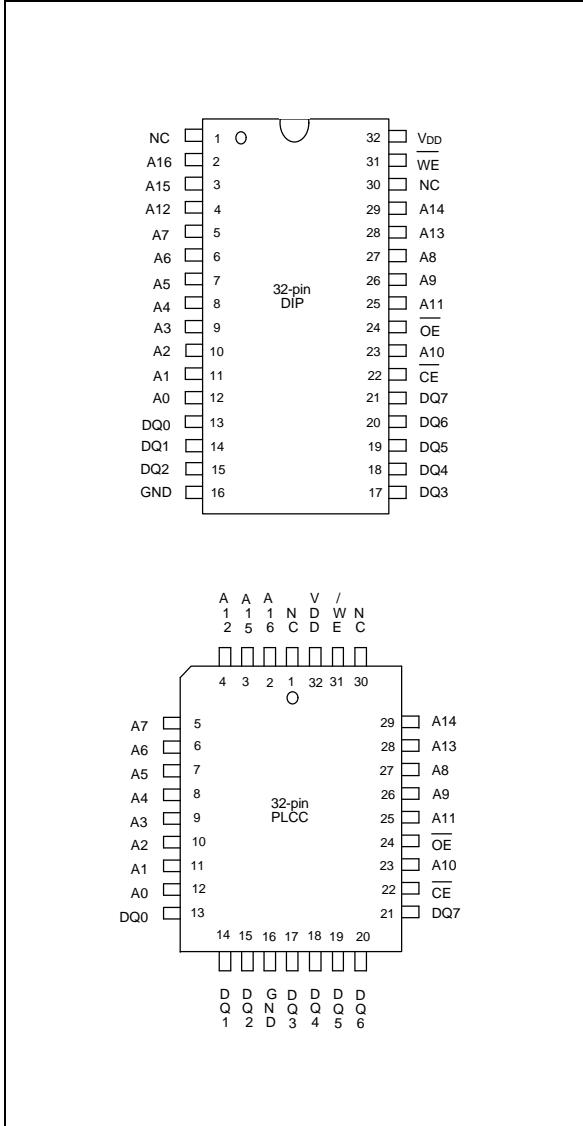 NC 1 32 VDD
A16 2 31 W̅E̅
A15 3 30 NC
A12 4 29 A14
A7 5 28 A13
A6 6 27 A8
A5 7 26 A9
A4 8 25 A11
A3 9 24 O̅E̅
A2 10 23 A10
A1 11 22 C̅E̅
A0 12 21 DQ7
DQ0 13 20 DQ6
DQ1 14 19 DQ5
DQ2 15 18 DQ4
GND 16 17 DQ3
32-pin
DIP
A12 A15 A16 NC VDD /WE NC
4 3 2 1 32 31 30
A7 5 29 A14
A6 6 28 A13
A5 7 27 A8
A4 8 26 A9
A3 9 25 A11
A2 10 24 O̅E̅
A1 11 23 A10
A0 12 22 C̅E̅
DQ0 13 21 DQ7
32-pin
PLCC
14 15 16 17 18 19 20
DQ1 DQ2 GND DQ3 DQ4 DQ5 DQ6